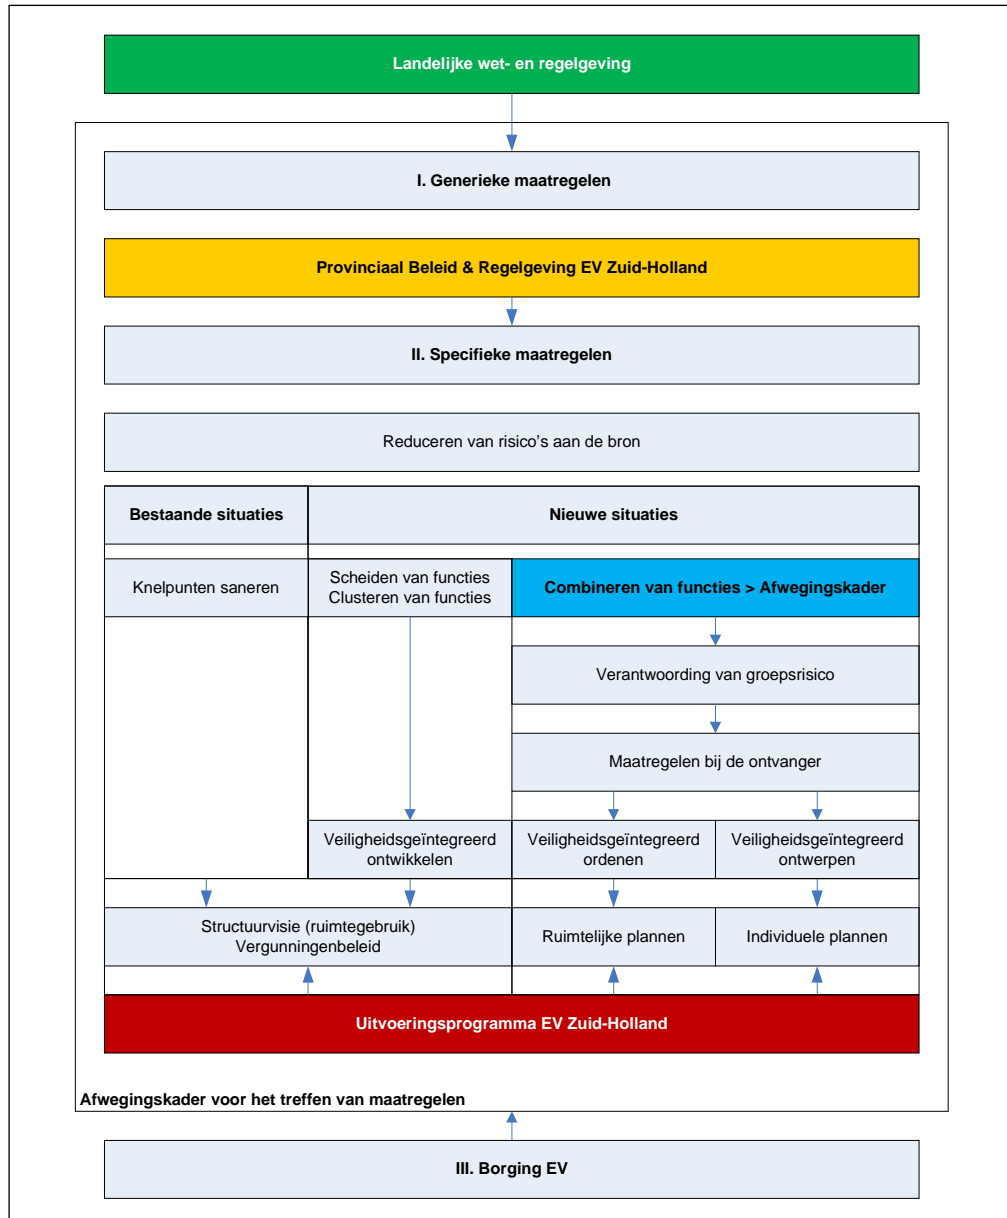 Landelijke wet- en regelgeving
I. Generieke maatregelen
Provinciaal Beleid & Regelgeving EV Zuid-Holland
II. Specifieke maatregelen
Reduceren van risico’s aan de bron
Bestaande situaties
Nieuwe situaties
Knelpunten saneren
Scheiden van functies
Clusteren van functies
Combineren van functies > Afwegingskader
Verantwoording van groepsrisico
Maatregelen bij de ontvanger
Veiligheidsgeïntegreerd
ontwikkelen
Veiligheidsgeïntegreerd
ordenen
Veiligheidsgeïntegreerd
ontwerpen
Structuurvisie (ruimtegebruik)
Vergunningenbeleid
Ruimtelijke plannen
Individuele plannen
Uitvoeringsprogramma EV Zuid-Holland
Afwegingskader voor het treffen van maatregelen
III. Borging EV